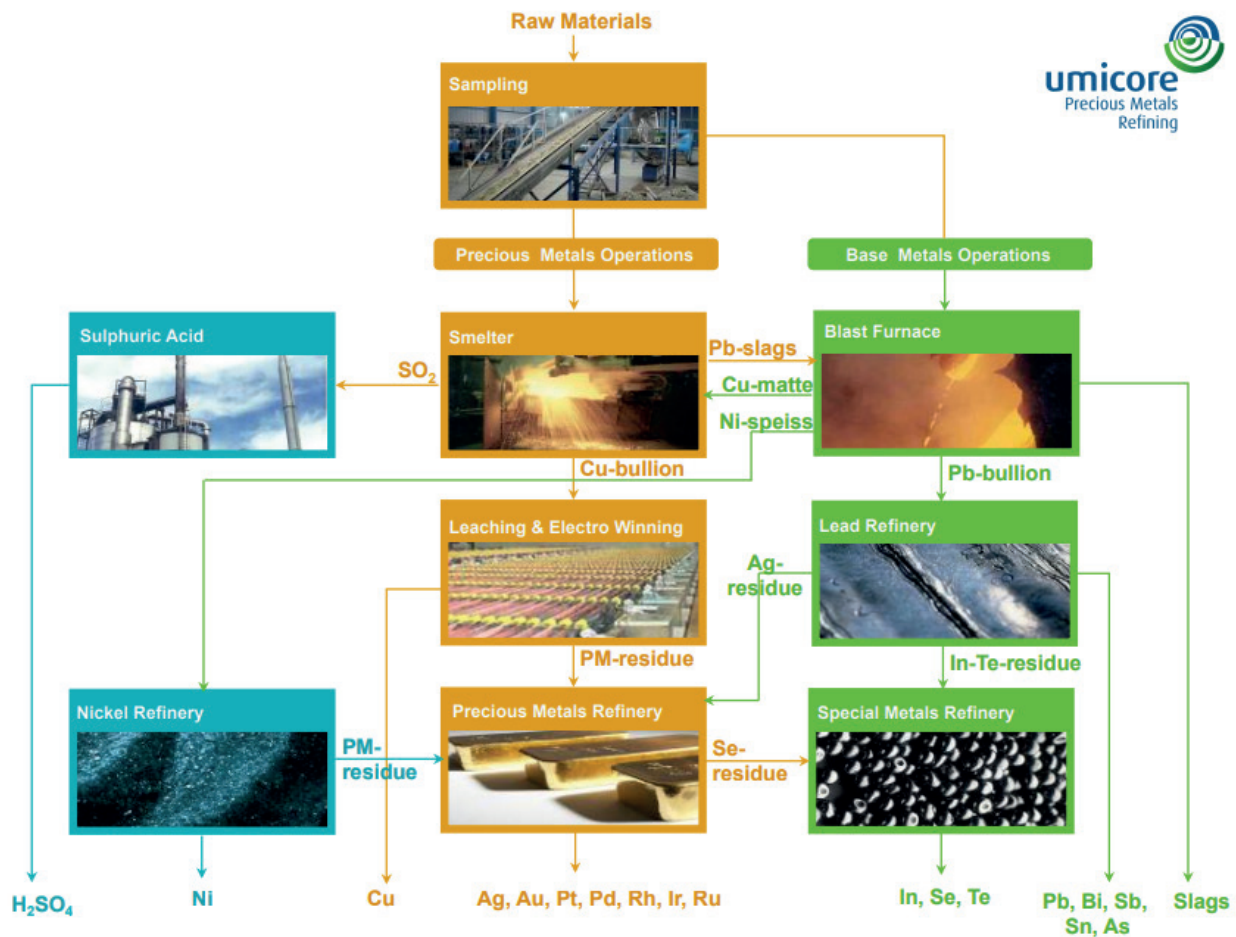 Raw Materials
umicore
Precious Metals
Refining
Sampling
Precious Metals Operations
Base Metals Operations
Sulphuric Acid
SO₂
Smelter
Pb-slags
Cu-matte
Ni-speiss
Blast Furnace
Cu-bullion
Pb-bullion
Leaching & Electro Winning
Ag-
residue
Lead Refinery
PM-residue
In-Te-residue
Nickel Refinery
PM-
residue
Precious Metals Refinery
Se-
residue
Special Metals Refinery
H₂SO₄
Ni
Cu
Ag, Au, Pt, Pd, Rh, Ir, Ru
In, Se, Te
Pb, Bi, Sb,
Sn, As
Slags